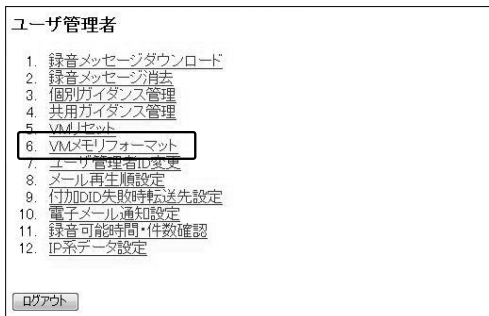 ユーザ管理者
1. 録音メッセージダウンロード
2. 録音メッセージ消去
3. 個別ガイダンス管理
4. 共用ガイダンス管理
5. VMリセット
6. VMメモリフォーマット
7. ユーザ管理者ID変更
8. メール再生順設定
9. 付加DID失敗時転送先設定
10. 電子メール通知設定
11. 録音可能時間・件数確認
12. IP系データ設定
ログアウト